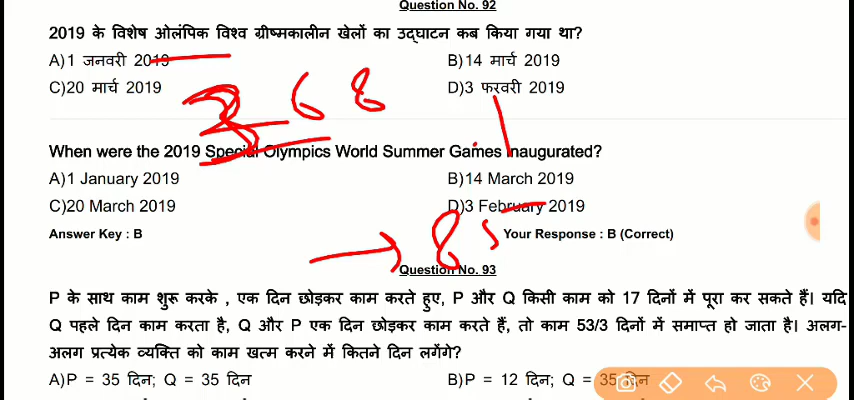 Question No. 92
2019 के विशेष ओलंपिक विश्व ग्रीष्मकालीन खेलों का उद्घाटन कब किया गया था?
A)1 जनवरी 2019
B)14 मार्च 2019
C)20 मार्च 2019
D)3 फरवरी 2019
368
When were the 2019 Special Olympics World Summer Games Inaugurated?
A)1 January 2019
B)14 March 2019
C)20 March 2019
D)3 February 2019
Answer Key : B
Your Response : B (Correct)
85
Question No. 93
P के साथ काम शुरू करके , एक दिन छोड़कर काम करते हुए, P और Q किसी काम को 17 दिनों में पूरा कर सकते हैं। यदि
Q पहले दिन काम करता है, Q और P एक दिन छोड़कर काम करते हैं, तो काम 53/3 दिनों में समाप्त हो जाता है। अलग-
अलग प्रत्येक व्यक्ति को काम खत्म करने में कितने दिन लगेंगे?
A)P = 35 दिन; Q = 35 दिन
B)P = 12 दिन; Q = 35 दिन